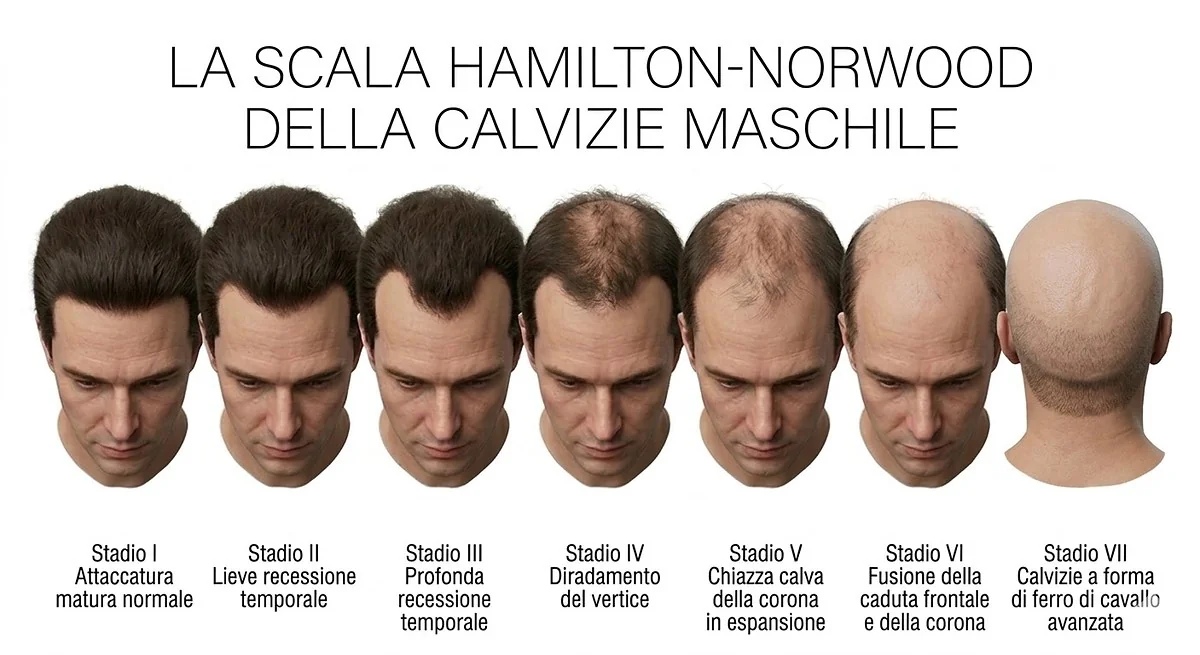 LA SCALA HAMILTON-NORWOOD
DELLA CALVIZIE MASCHILE
Stadio I
Attaccatura
matura normale
Stadio II
Lieve recessione
temporale
Stadio III
Profonda
recessione
temporale
Stadio IV
Diradamento
del vertice
Stadio V
Chiazza calva
della corona
in espansione
Stadio VI
Fusione della
caduta frontale
e della corona
Stadio VII
Calvizie a forma
di ferro di cavallo
avanzata